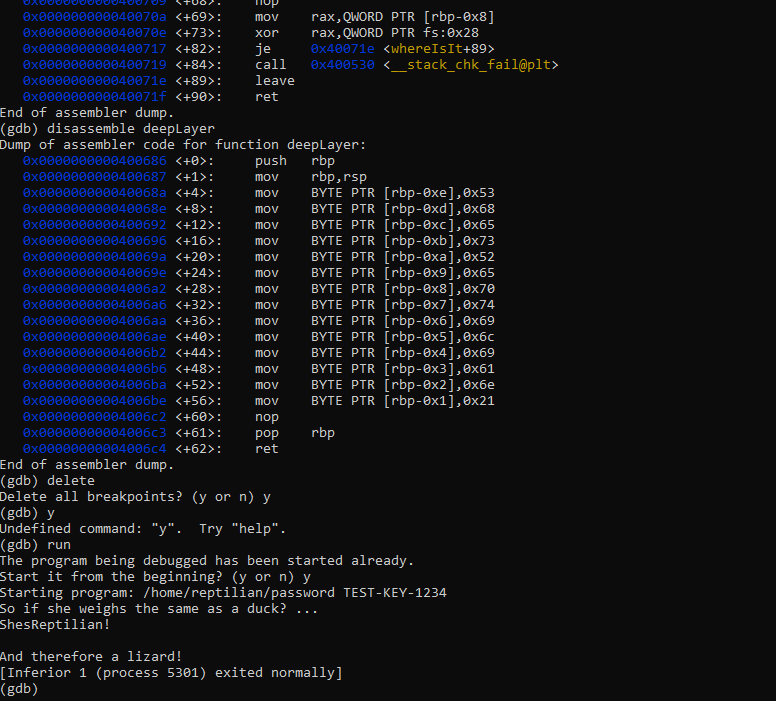 0x0000000000400709 <+68>: nop
0x000000000040070a <+69>: mov rax,QWORD PTR [rbp-0x8]
0x000000000040070e <+73>: xor rax,QWORD PTR fs:0x28
0x0000000000400717 <+82>: je 0x40071e <whereIsIt+89>
0x0000000000400719 <+84>: call 0x400530 <__stack_chk_fail@plt>
0x000000000040071e <+89>: leave
0x000000000040071f <+90>: ret
End of assembler dump.
(gdb) disassemble deepLayer
Dump of assembler code for function deepLayer:
0x0000000000400686 <+0>: push rbp
0x0000000000400687 <+1>: mov rbp,rsp
0x000000000040068a <+4>: mov BYTE PTR [rbp-0xe],0x53
0x000000000040068e <+8>: mov BYTE PTR [rbp-0xd],0x68
0x0000000000400692 <+12>: mov BYTE PTR [rbp-0xc],0x65
0x0000000000400696 <+16>: mov BYTE PTR [rbp-0xb],0x73
0x000000000040069a <+20>: mov BYTE PTR [rbp-0xa],0x52
0x000000000040069e <+24>: mov BYTE PTR [rbp-0x9],0x65
0x00000000004006a2 <+28>: mov BYTE PTR [rbp-0x8],0x70
0x00000000004006a6 <+32>: mov BYTE PTR [rbp-0x7],0x74
0x00000000004006aa <+36>: mov BYTE PTR [rbp-0x6],0x69
0x00000000004006ae <+40>: mov BYTE PTR [rbp-0x5],0x6c
0x00000000004006b2 <+44>: mov BYTE PTR [rbp-0x4],0x69
0x00000000004006b6 <+48>: mov BYTE PTR [rbp-0x3],0x61
0x00000000004006ba <+52>: mov BYTE PTR [rbp-0x2],0x6e
0x00000000004006be <+56>: mov BYTE PTR [rbp-0x1],0x21
0x00000000004006c2 <+60>: nop
0x00000000004006c3 <+61>: pop rbp
0x00000000004006c4 <+62>: ret
End of assembler dump.
(gdb) delete
Delete all breakpoints? (y or n) y
(gdb) y
Undefined command: "y".  Try "help".
(gdb) run
The program being debugged has been started already.
Start it from the beginning? (y or n) y
Starting program: /home/reptilian/password TEST-KEY-1234
So if she weighs the same as a duck? ...
ShesReptilian!
And therefore a lizard!
[Inferior 1 (process 5301) exited normally]
(gdb)